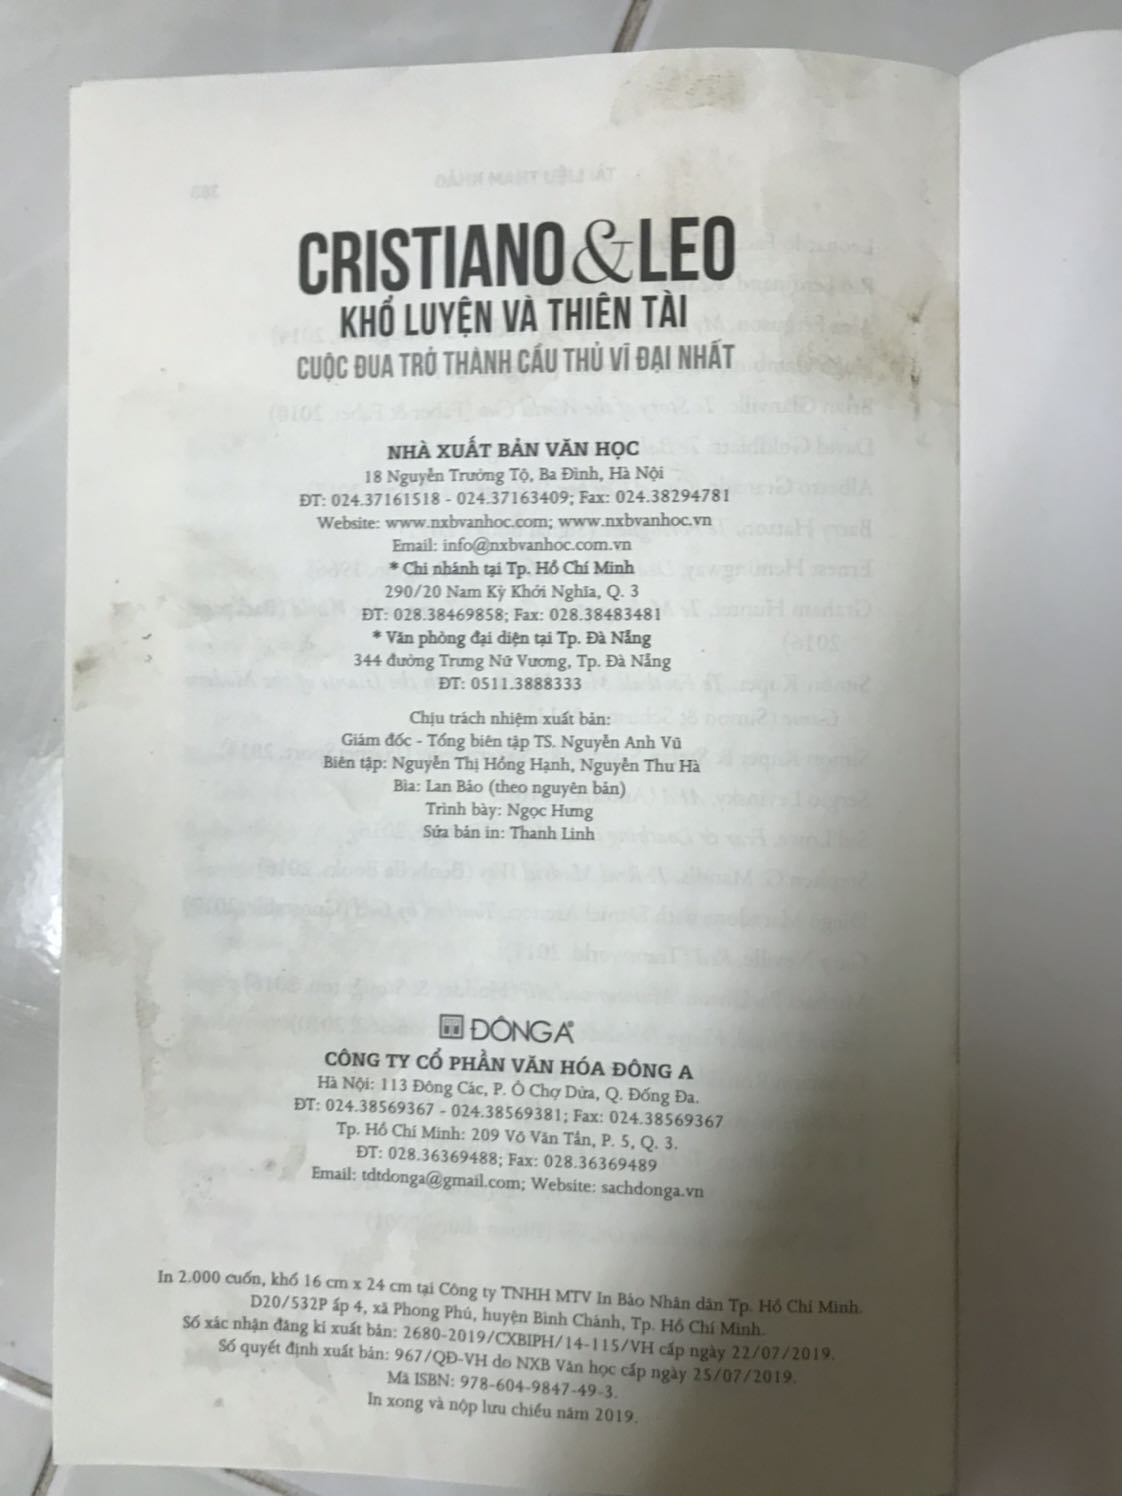 CRISTIANO & LEO
KHỔ LUYỆN VÀ THIÊN TÀI
CUỘC ĐUA TRỞ THÀNH CẦU THỦ VĨ ĐẠI NHẤT
NHÀ XUẤT BẢN VĂN HỌC
18 Nguyễn Trường Tộ, Ba Đình, Hà Nội
ĐT: 024.37161518 - 024.37163409; Fax: 024.38294781
Website: www.nxbvanhoc.com; www.nxbvanhoc.vn
Email: info@nxbvanhoc.com.vn
* Chi nhánh tại Tp. Hồ Chí Minh
290/20 Nam Kỳ Khởi Nghĩa, Q. 3
ĐT: 028.38469858; Fax: 028.38483481
* Văn phòng đại diện tại Tp. Đà Nẵng
344 đường Trưng Nữ Vương, Tp. Đà Nẵng
ĐT: 0511.3888333
Chịu trách nhiệm xuất bản:
Giám đốc - Tổng biên tập TS. Nguyễn Anh Vũ
Biên tập: Nguyễn Thị Hồng Hạnh, Nguyễn Thu Hà
Bìa: Lan Bảo (theo nguyên bản)
Trình bày: Ngọc Hưng
Sửa bản in: Thanh Linh
ĐÔNG A
CÔNG TY CỔ PHẦN VĂN HÓA ĐÔNG A
Hà Nội: 113 Đông Các, P. Ô Chợ Dừa, Q. Đống Đa.
ĐT: 024.38569367 - 024.38569381; Fax: 024.38569367
Tp. Hồ Chí Minh: 209 Võ Văn Tần, P. 5, Q. 3.
ĐT: 028.36369488; Fax: 028.36369489
Email: tdtdonga@gmail.com; Website: sachdonga.vn
In 2.000 cuốn, khổ 16 cm x 24 cm tại Công ty TNHH MTV In Báo Nhân dân Tp. Hồ Chí Minh.
D20/532P ấp 4, xã Phong Phú, huyện Bình Chánh, Tp. Hồ Chí Minh.
Số xác nhận đăng kí xuất bản: 2680-2019/CXBIPH/14-115/VH cấp ngày 22/07/2019.
Số quyết định xuất bản: 967/QĐ-VH do NXB Văn học cấp ngày 25/07/2019.
Mã ISBN: 978-604-9847-49-3.
In xong và nộp lưu chiểu năm 2019.